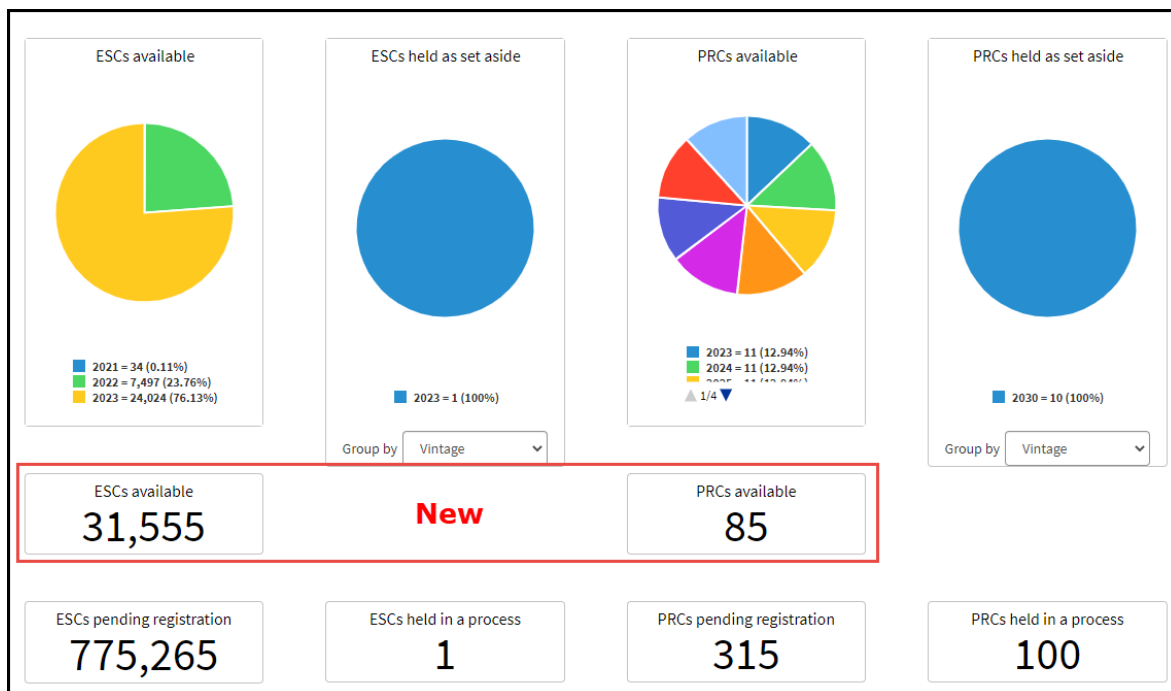 ESCs available
ESCs held as set aside
PRCs available
PRCs held as set aside
2021 = 34 (0.11%)
2022 = 7,497 (23.76%)
2023 = 24,024 (76.13%)
2023 = 1 (100%)
2023 = 11 (12.94%)
2024 = 11 (12.94%)
2025 = 11 (12.94%)
1/4
2030 = 10 (100%)
Group by Vintage
Group by Vintage
ESCs available
31,555
New
PRCs available
85
ESCs pending registration
775,265
ESCs held in a process
1
PRCs pending registration
315
PRCs held in a process
100